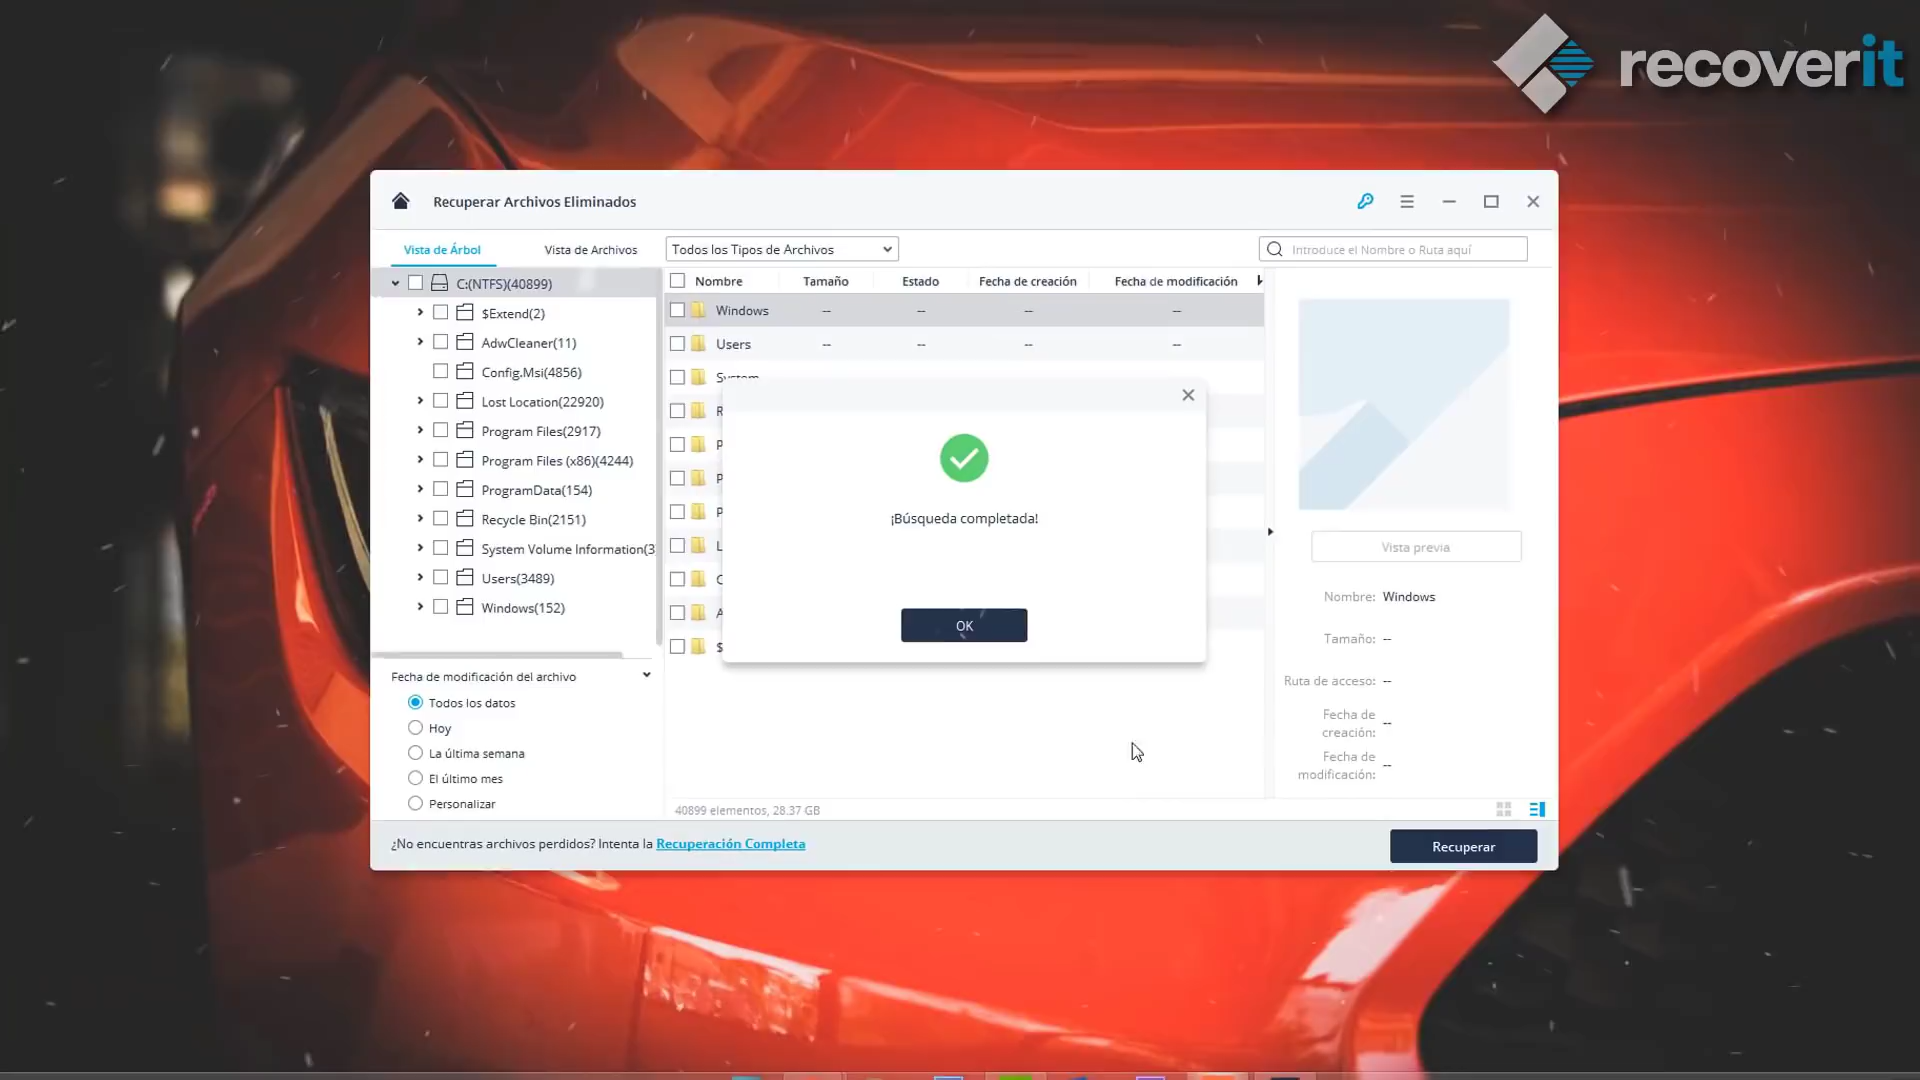 recoverit
Recuperar Archivos Eliminados
Vista de Árbol
Vista de Archivos
Todos los Tipos de Archivos
Introduce el Nombre o Ruta aquí
C:(NTFS)(40899)
$Extend(2)
AdwCleaner(11)
Config.Msi(4856)
Lost Location(22920)
Program Files(2917)
Program Files (x86)(4244)
ProgramData(154)
Recycle Bin(2151)
System Volume Information(3
Users(3489)
Windows(152)
Fecha de modificación del archivo
Todos los datos
Hoy
La última semana
El último mes
Personalizar
Nombre Tamaño Estado Fecha de creación Fecha de modificación
Windows -- -- -- --
Users -- -- -- --
System
R
P
P
P
L
C
A
$
¡Búsqueda completada!
OK
40899 elementos, 28.37 GB
Vista previa
Nombre: Windows
Tamaño: --
Ruta de acceso: --
Fecha de
creación: --
Fecha de
modificación: --
¿No encuentras archivos perdidos? Intenta la Recuperación Completa
Recuperar